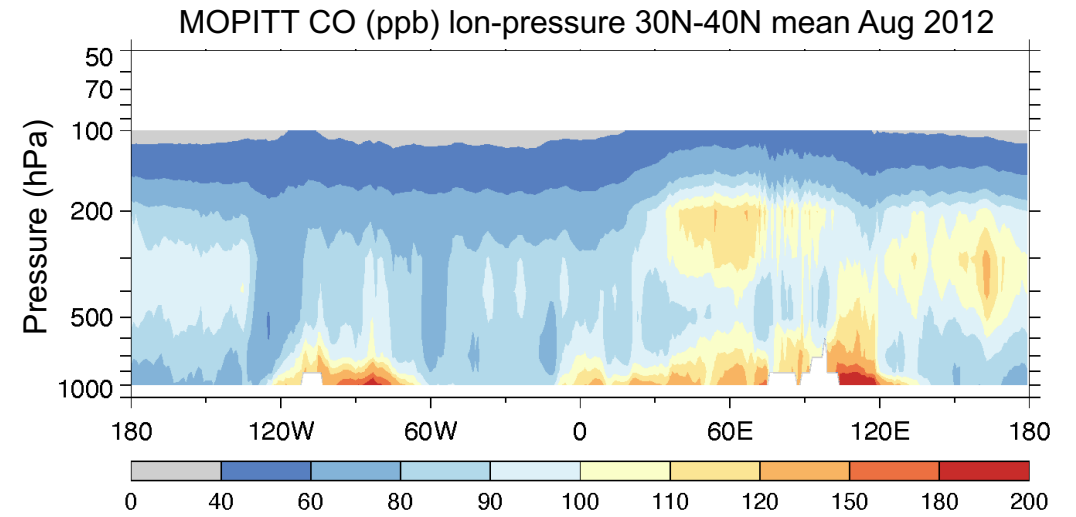 MOPITT CO (ppb) lon-pressure 30N-40N mean Aug 2012
Pressure (hPa)
50
70
100
200
500
1000
180 120W 60W 0 60E 120E 180
0 40 60 80 90 100 110 120 150 180 200